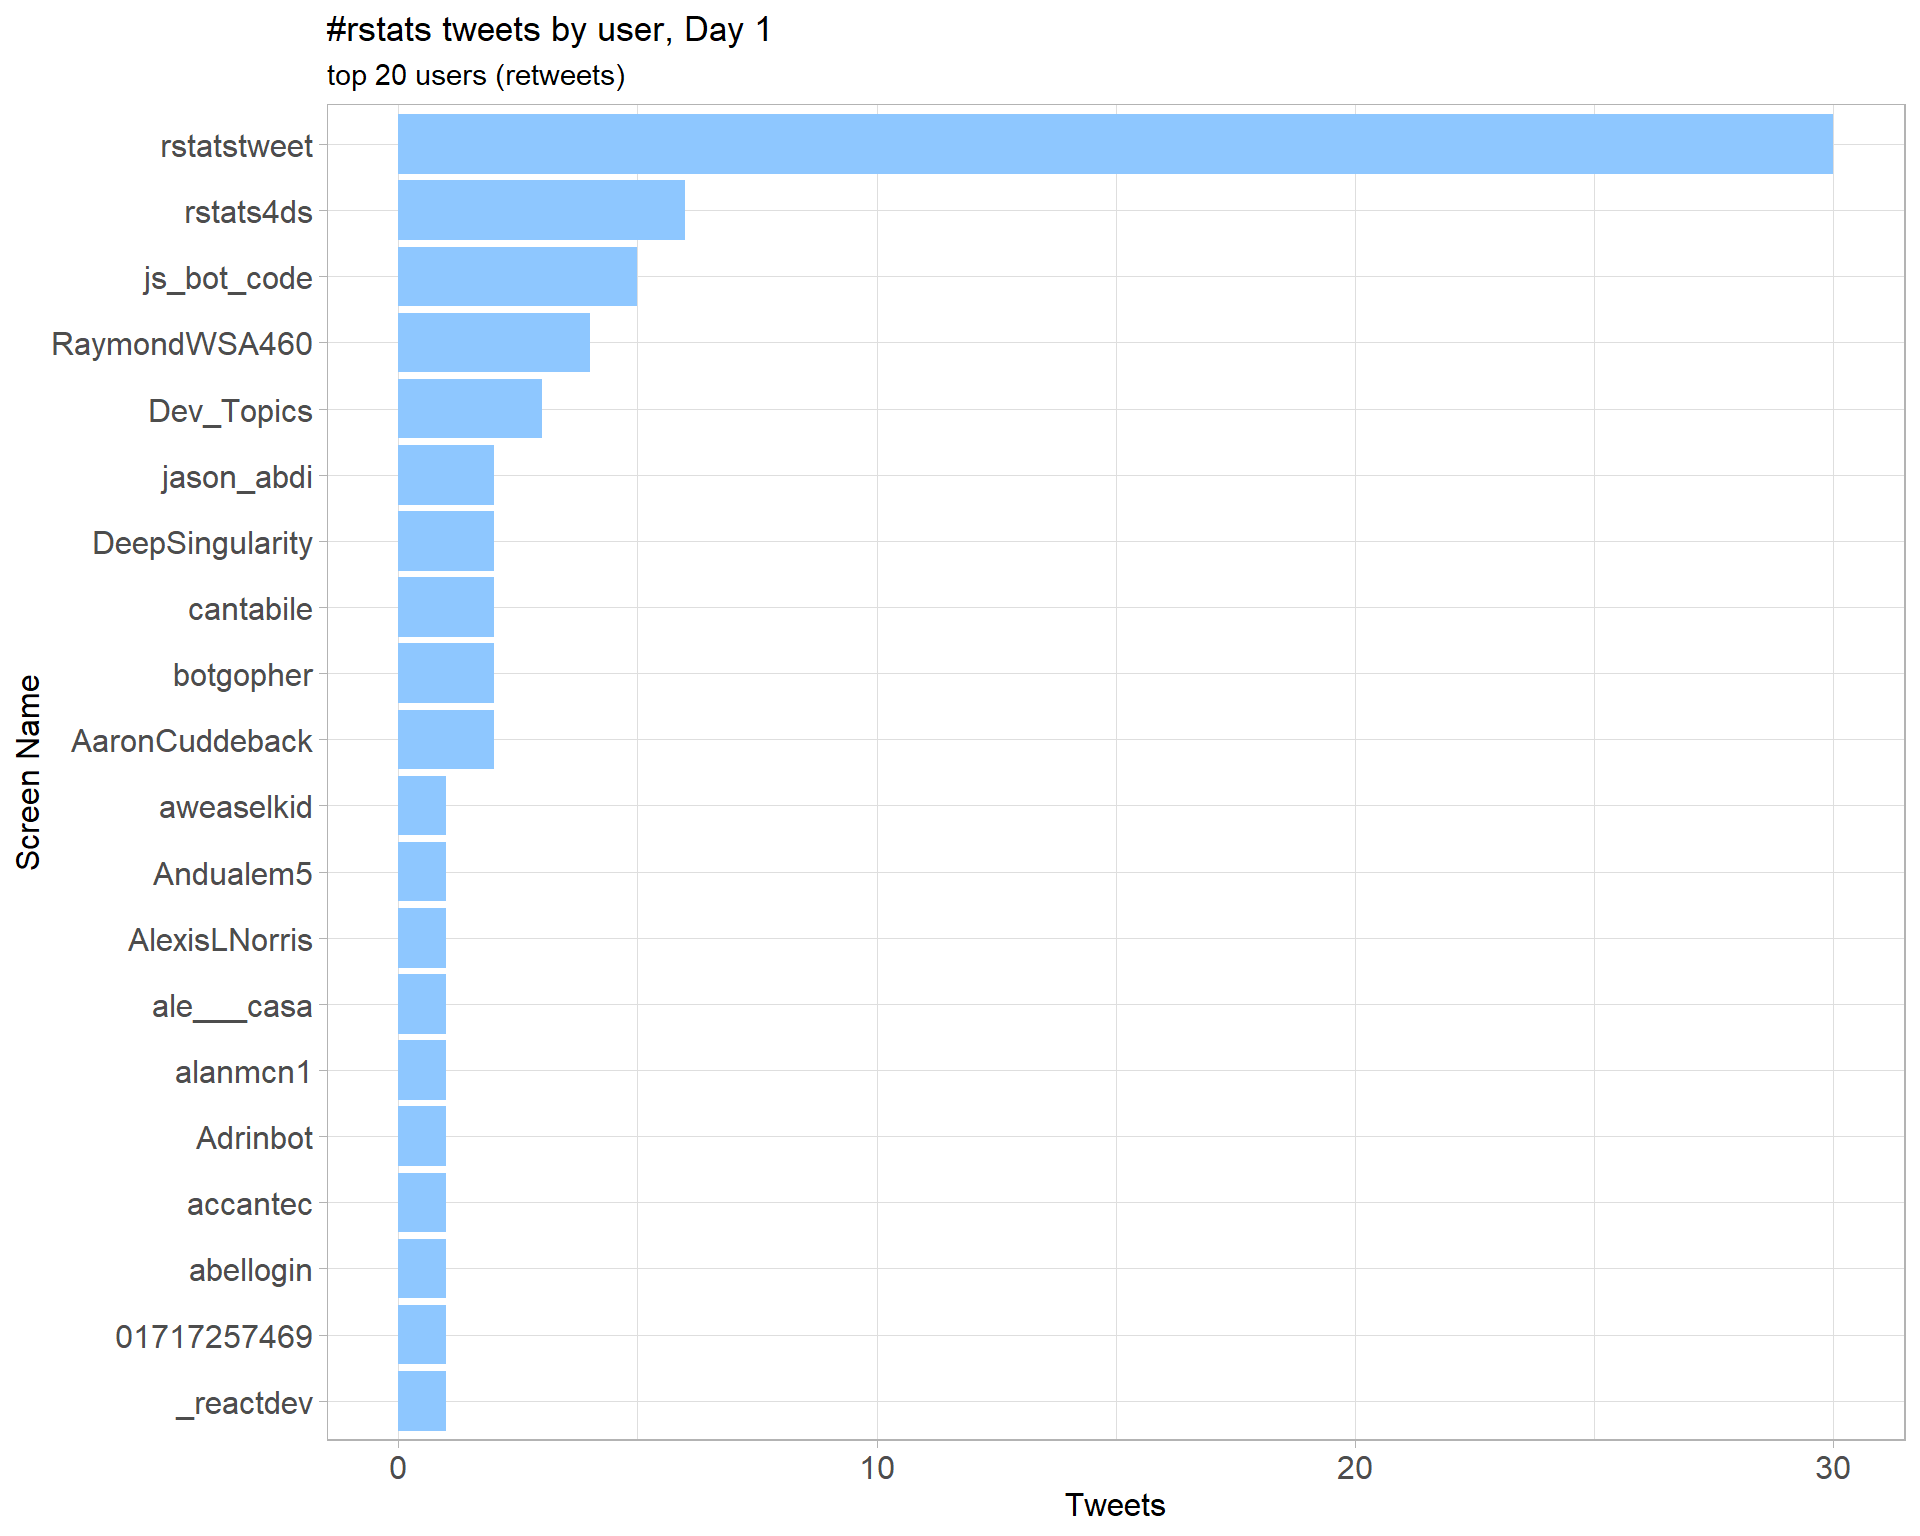 #rstats tweets by user, Day 1
top 20 users (retweets)
rstatstweet
rstats4ds
js_bot_code
RaymondWSA460
Dev_Topics
jason_abdi
DeepSingularity
cantabile
botgopher
AaronCuddeback
aweaselkid
Andualem5
AlexisLNorris
ale___casa
alanmcn1
Adrinbot
accantec
abellogin
01717257469
_reactdev
Screen Name
0 10 20 30
Tweets